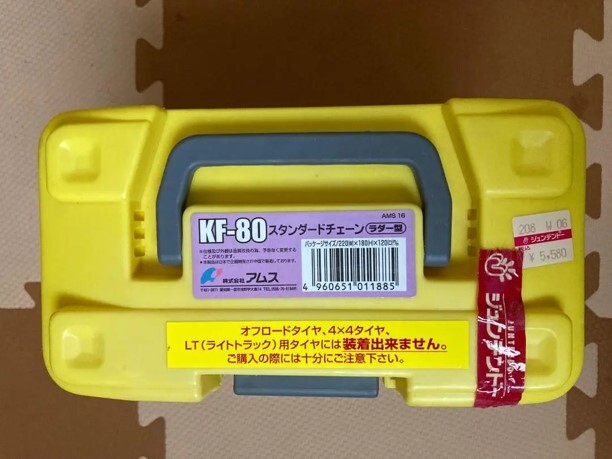 AMS 16
KF-80 スタンダードチェーン ラダー型
パッケージサイズ/220W×180H×120D%
株式会社 アムス
4 960651 011885
208 W 06
ジュンテンドー
¥5,580
ジュンテンドー
オフロードタイヤ、4×4タイヤ、
LT(ライトトラック)用タイヤには装着出来ません。
ご購入の際には十分にご注意下さい。